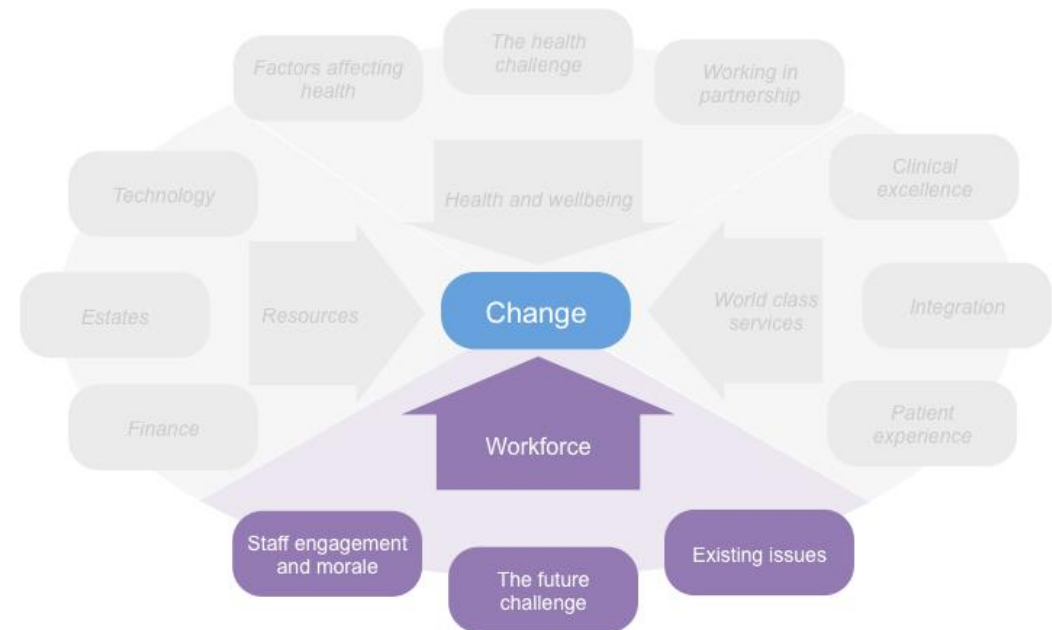 The health
challenge
Factors affecting
health
Working in
partnership
Technology
Health and wellbeing
Clinical
excellence
Estates
Resources
Change
World class
services
Integration
Finance
Workforce
Patient
experience
Staff engagement
and morale
The future
challenge
Existing issues